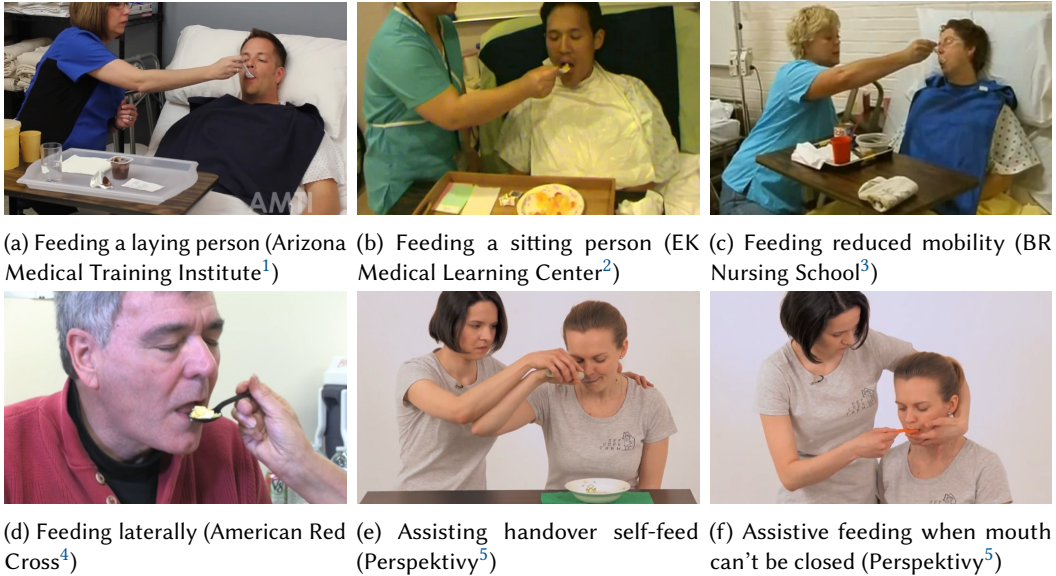 AMTI
(a) Feeding a laying person (Arizona
Medical Training Institute1)
(b) Feeding a sitting person (EK
Medical Learning Center2)
(c) Feeding reduced mobility (BR
Nursing School3)
(d) Feeding laterally (American Red
Cross4)
(e) Assisting handover self-feed
(Perspektivy5)
(f) Assistive feeding when mouth
can't be closed (Perspektivy5)